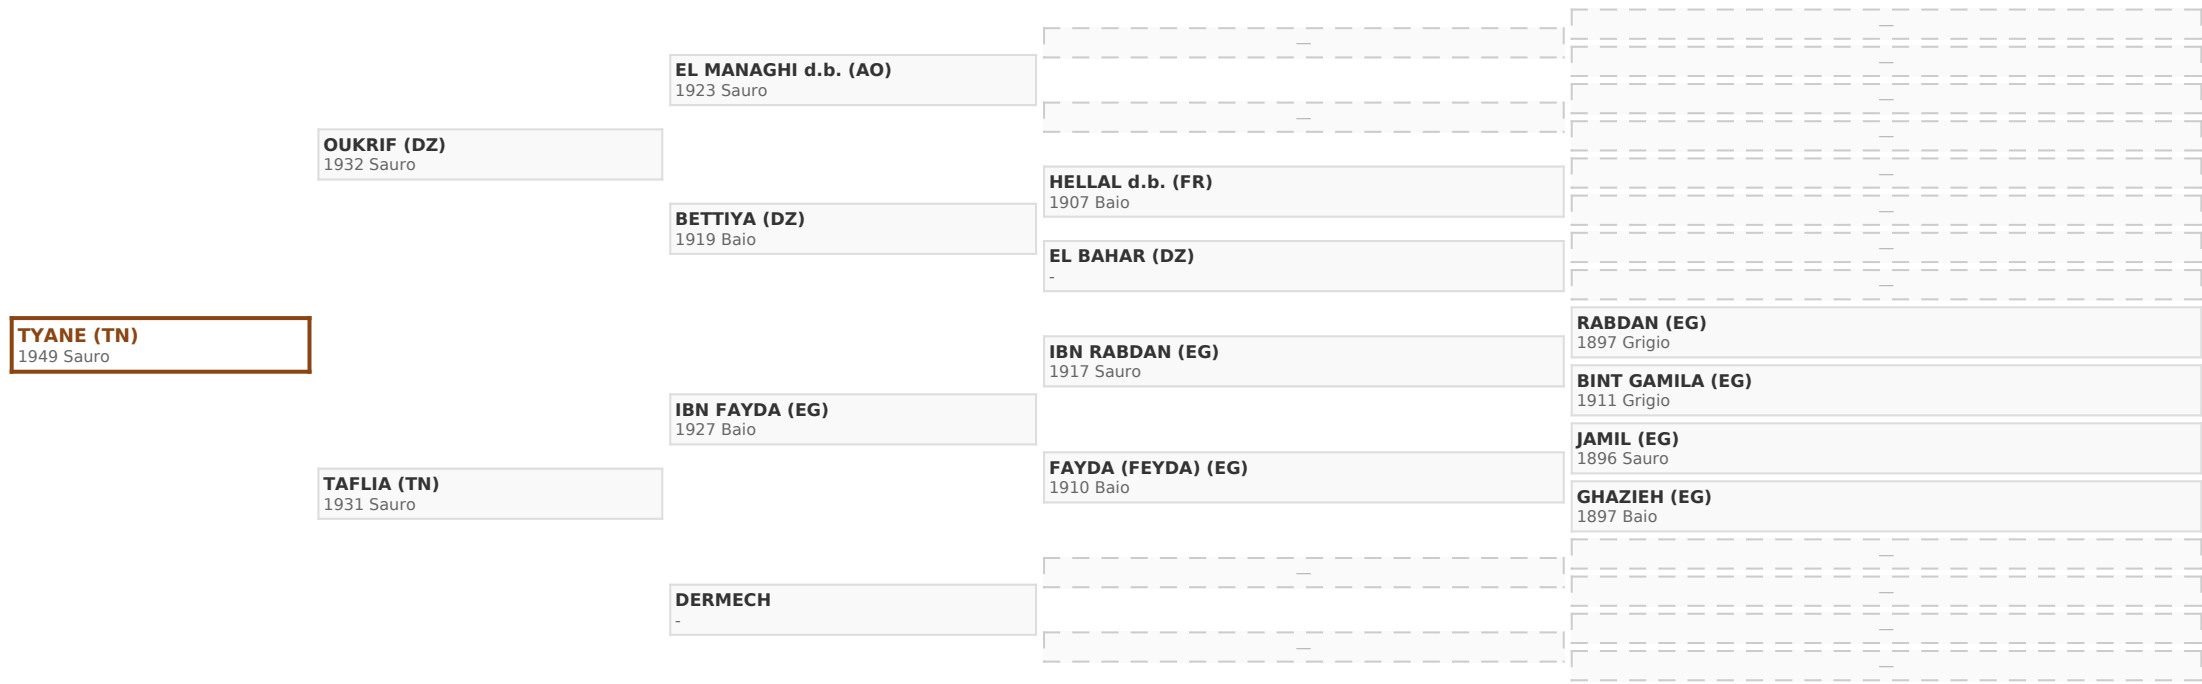 TYANE (TN)
1949 Sauro
OUKRIF (DZ)
1932 Sauro
TAFLIA (TN)
1931 Sauro
EL MANAGHI d.b. (AO)
1923 Sauro
BETTIYA (DZ)
1919 Baio
IBN FAYDA (EG)
1927 Baio
DERMECH
-
—
—
HELLAL d.b. (FR)
1907 Baio
EL BAHAR (DZ)
-
IBN RABDAN (EG)
1917 Sauro
FAYDA (FEYDA) (EG)
1910 Baio
—
—
—
—
—
—
—
—
—
—
RABDAN (EG)
1897 Grigio
BINT GAMILA (EG)
1911 Grigio
JAMIL (EG)
1896 Sauro
GHAZIEH (EG)
1897 Baio
—
—
—
—